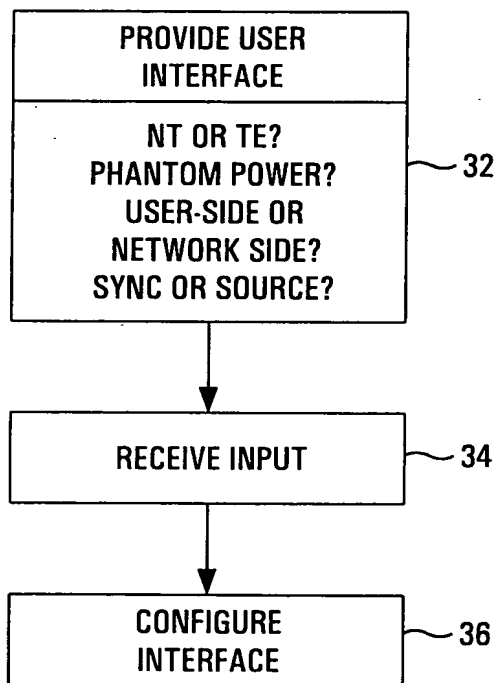 PROVIDE USER
INTERFACE
NT OR TE?
PHANTOM POWER?
USER-SIDE OR
NETWORK SIDE?
SYNC OR SOURCE?
32
RECEIVE INPUT
34
CONFIGURE
INTERFACE
36